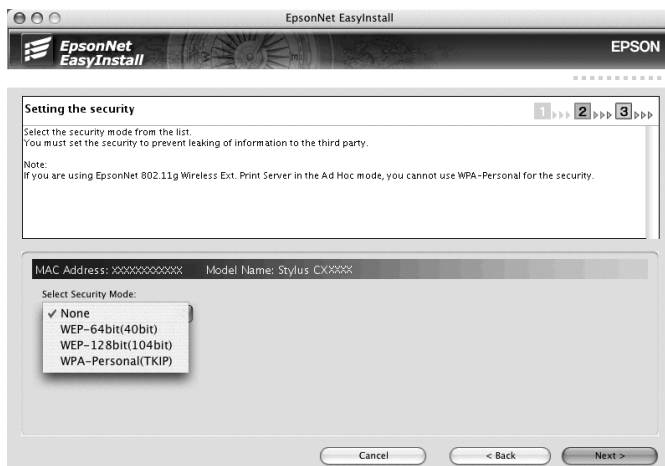 EpsonNet EasyInstall
EpsonNet
EasyInstall
EPSON
Setting the security
1 2 3
Select the security mode from the list.
You must set the security to prevent leaking of information to the third party.
Note:
If you are using EpsonNet 802.11g Wireless Ext. Print Server in the Ad Hoc mode, you cannot use WPA-Personal for the security.
MAC Address: XXXXXXXXXXXX Model Name: Stylus CXXXXX
Select Security Mode:
✓ None
WEP-64bit(40bit)
WEP-128bit(104bit)
WPA-Personal(TKIP)
Cancel < Back Next >